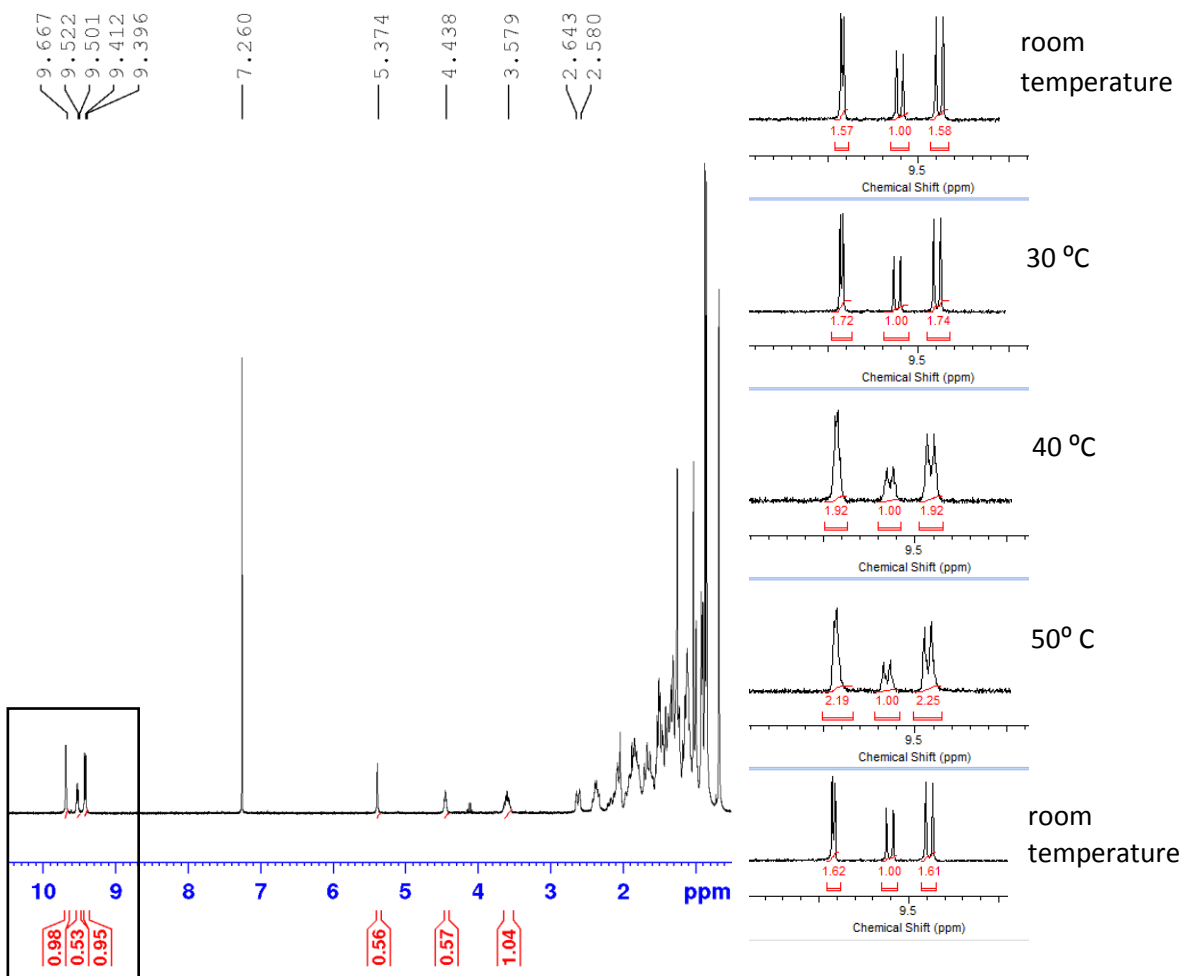 9.667
9.522
9.501
9.412
9.396
7.260
5.374
4.438
3.579
2.643
2.580
10 9 8 7 6 5 4 3 2 ppm
0.98
0.53
0.95
0.56
0.57
1.04
room
temperature
1.57 1.00 1.58
9.5
Chemical Shift (ppm)
30 ⁰C
1.72 1.00 1.74
9.5
Chemical Shift (ppm)
40 ⁰C
1.92 1.00 1.92
9.5
Chemical Shift (ppm)
50⁰ C
2.19 1.00 2.25
9.5
Chemical Shift (ppm)
room
temperature
1.62 1.00 1.61
9.5
Chemical Shift (ppm)